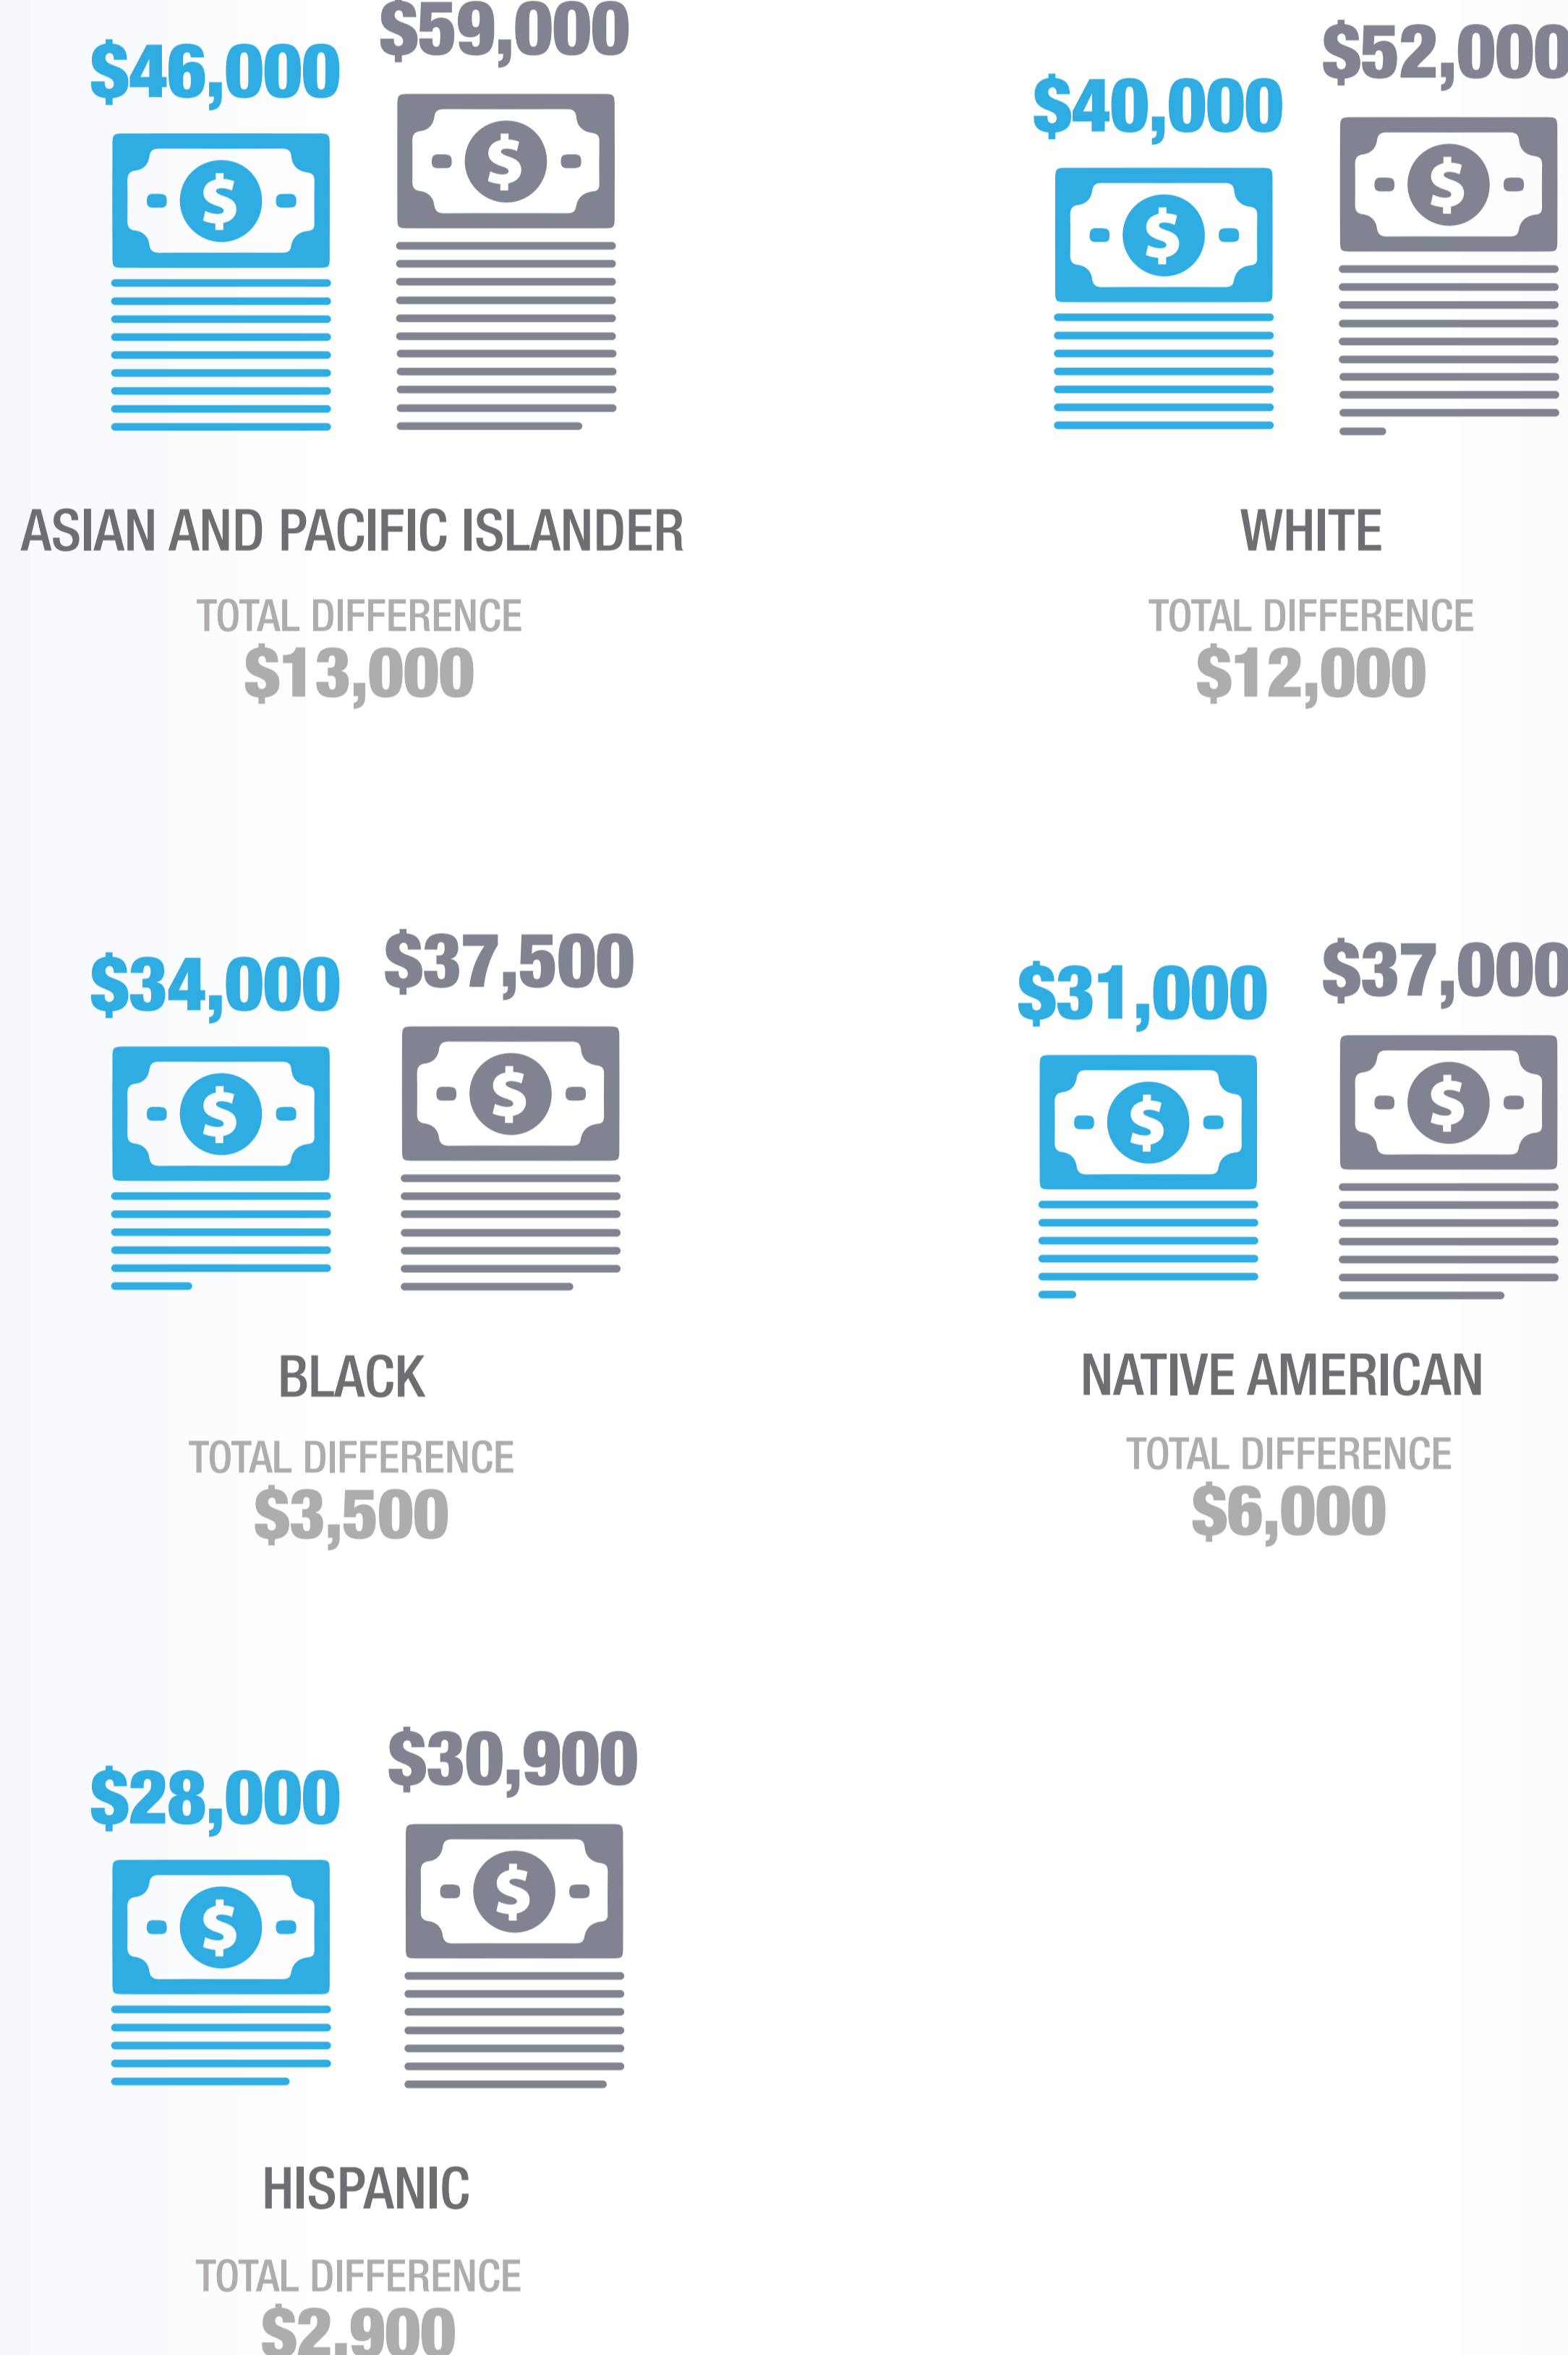 $46,000
$59,000
ASIAN AND PACIFIC ISLANDER
TOTAL DIFFERENCE
$13,000
$40,000
$52,000
WHITE
TOTAL DIFFERENCE
$12,000
$34,000
$37,500
BLACK
TOTAL DIFFERENCE
$3,500
$31,000
$37,000
NATIVE AMERICAN
TOTAL DIFFERENCE
$6,000
$28,000
$30,900
HISPANIC
TOTAL DIFFERENCE
$2,900